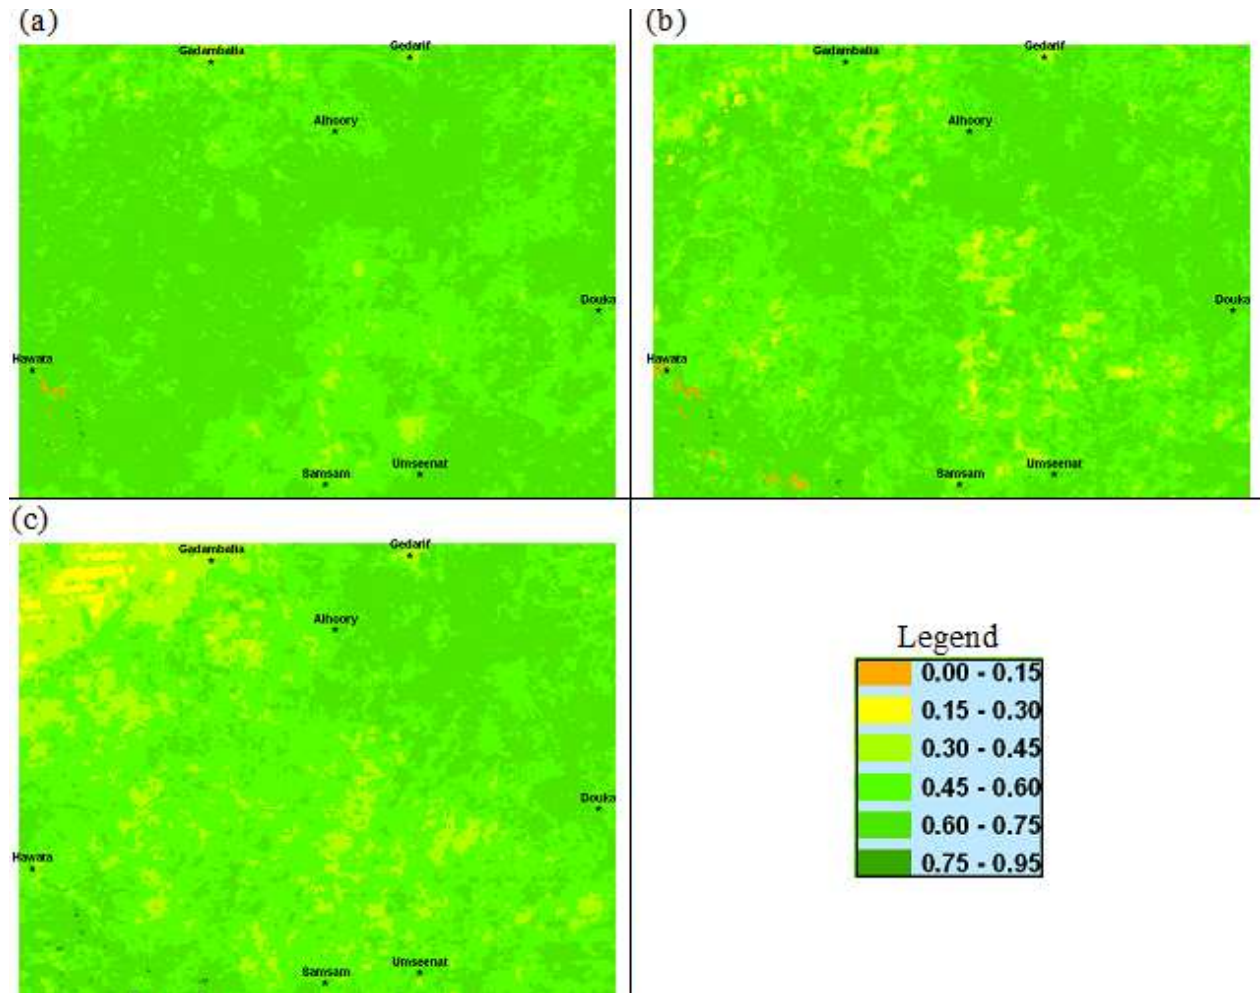 (a)
Gadambalia
Gedarif
Alhoory
Douka
Hawata
Samsam
Umseenat
(b)
Gadambalia
Gedarif
Alhoory
Douka
Hawata
Samsam
Umseenat
(c)
Gadambalia
Gedarif
Alhoory
Douka
Hawata
Samsam
Umseenat
Legend
0.00 - 0.15
0.15 - 0.30
0.30 - 0.45
0.45 - 0.60
0.60 - 0.75
0.75 - 0.95